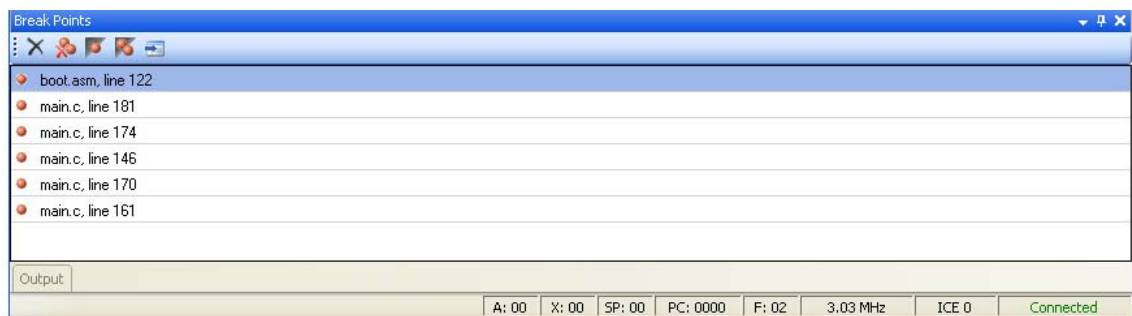 Break Points
boot.asm, line 122
main.c, line 181
main.c, line 174
main.c, line 146
main.c, line 170
main.c, line 161
Output
A: 00 X: 00 SP: 00 PC: 0000 F: 02 3.03 MHz ICE 0 Connected